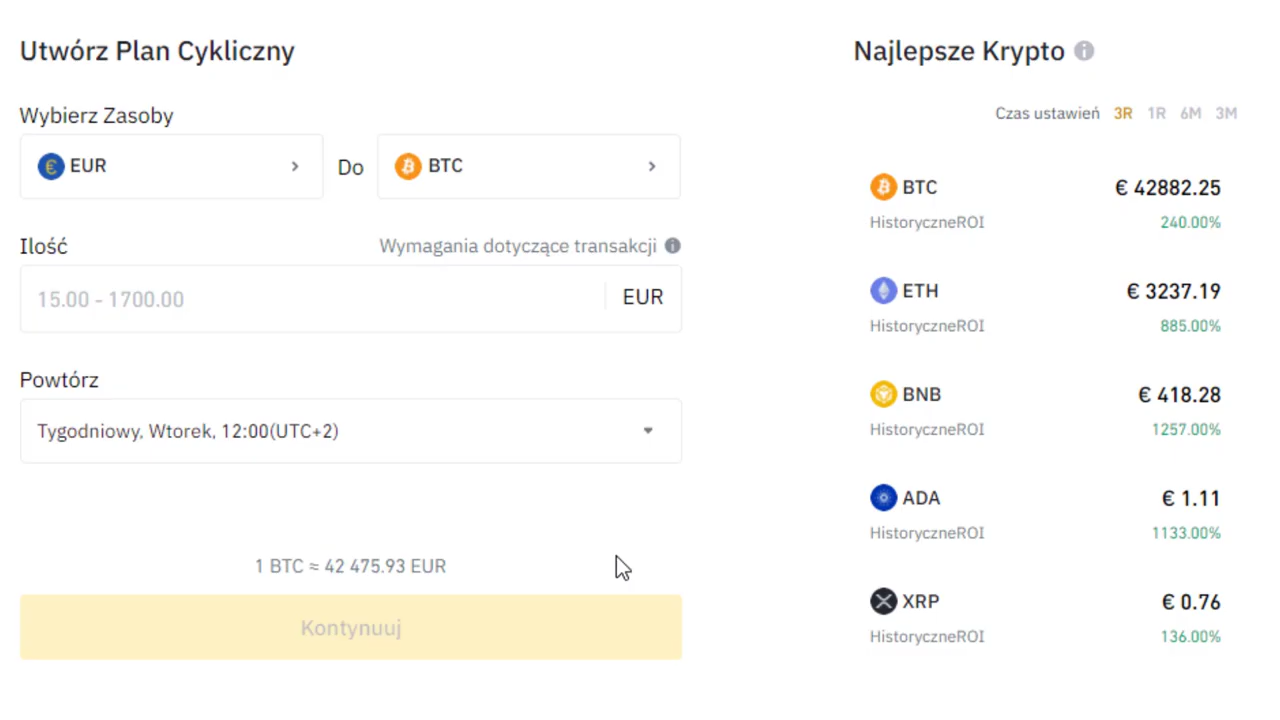 Utwórz Plan Cykliczny
Wybierz Zasoby
EUR
Do
BTC
Ilość
Wymagania dotyczące transakcji
15.00 - 1700.00
EUR
Powtórz
Tygodniowy, Wtorek, 12:00(UTC+2)
1 BTC ≈ 42 475.93 EUR
Kontynuuj
Najlepsze Krypto
Czas ustawień 3R 1R 6M 3M
BTC € 42882.25
HistoryczneROI 240.00%
ETH € 3237.19
HistoryczneROI 885.00%
BNB € 418.28
HistoryczneROI 1257.00%
ADA € 1.11
HistoryczneROI 1133.00%
XRP € 0.76
HistoryczneROI 136.00%